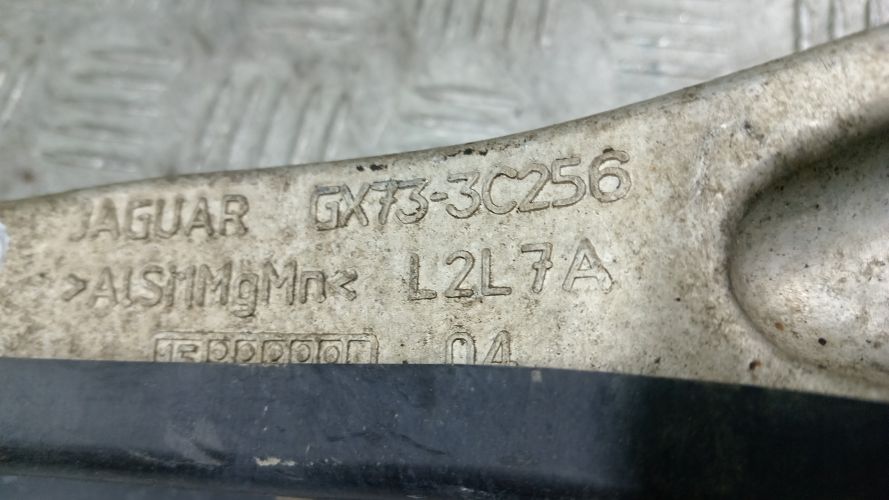 JAGUAR GX73-3C256
>AlSi1MgMn< L2L7A
04